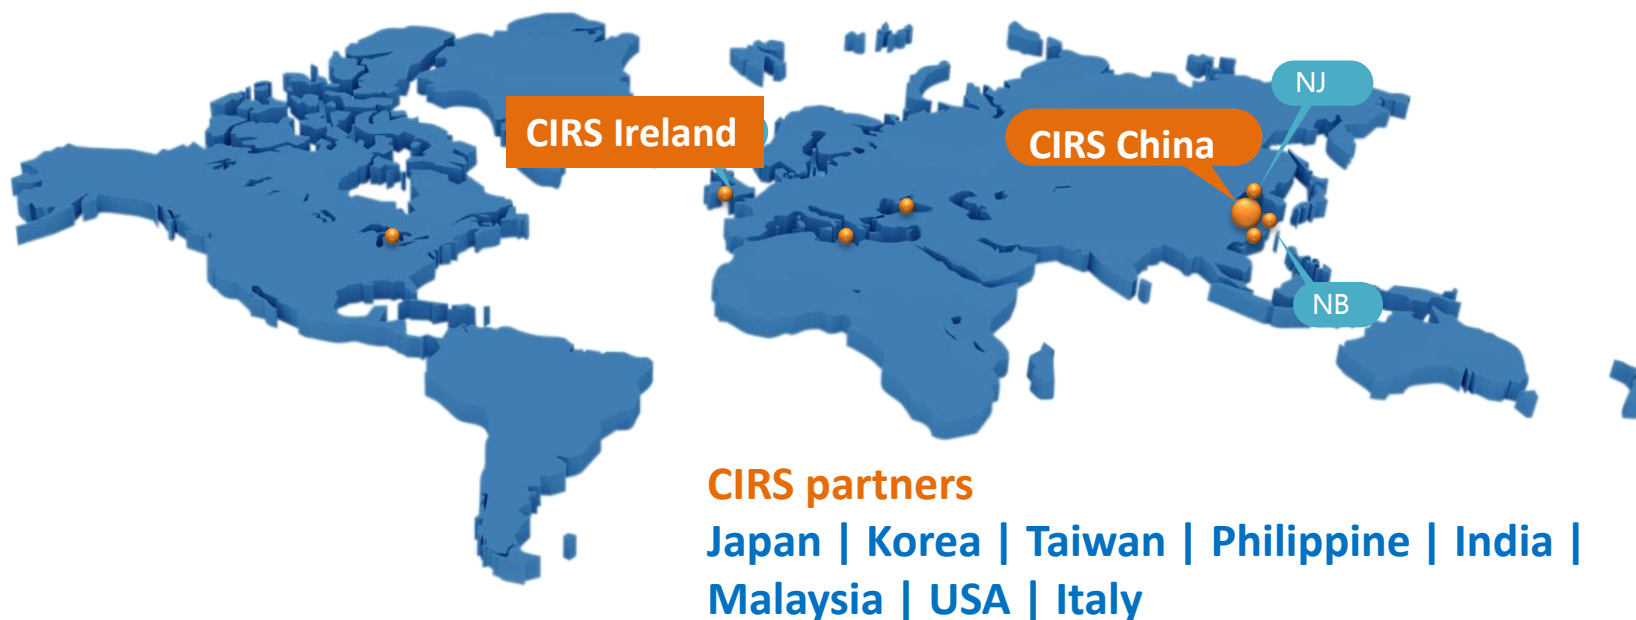 NJ
CIRS Ireland
CIRS China
NB
CIRS partners
Japan | Korea | Taiwan | Philippine | India |
Malaysia | USA | Italy